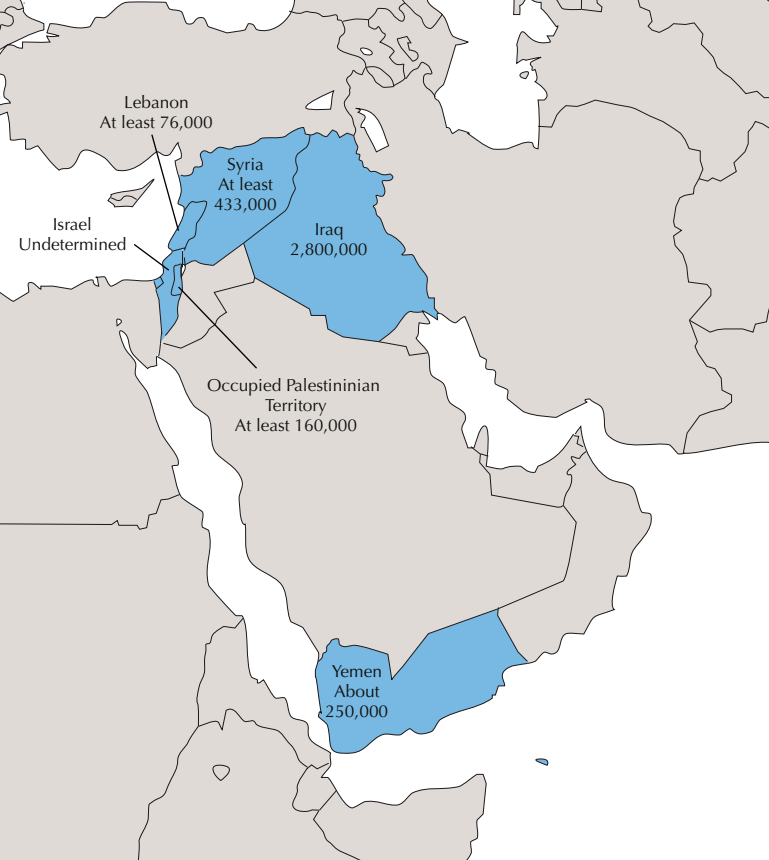 Lebanon
At least 76,000
Syria
At least
433,000
Israel
Undetermined
Iraq
2,800,000
Occupied Palestininian
Territory
At least 160,000
Yemen
About
250,000